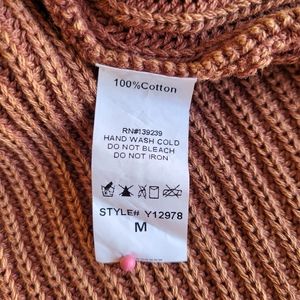 100%Cotton
RN#139239
HAND WASH COLD
DO NOT BLEACH
DO NOT IRON
STYLE# Y12978
M